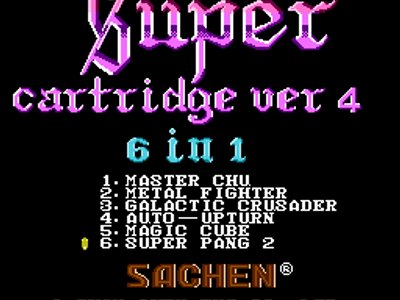 Super
cartridge ver 4
6 in 1
1. MASTER CHU
2. METAL FIGHTER
3. GALACTIC CRUSADER
4. AUTO—UPTURN
5. MAGIC CUBE
6. SUPER PANG 2
SACHEN®